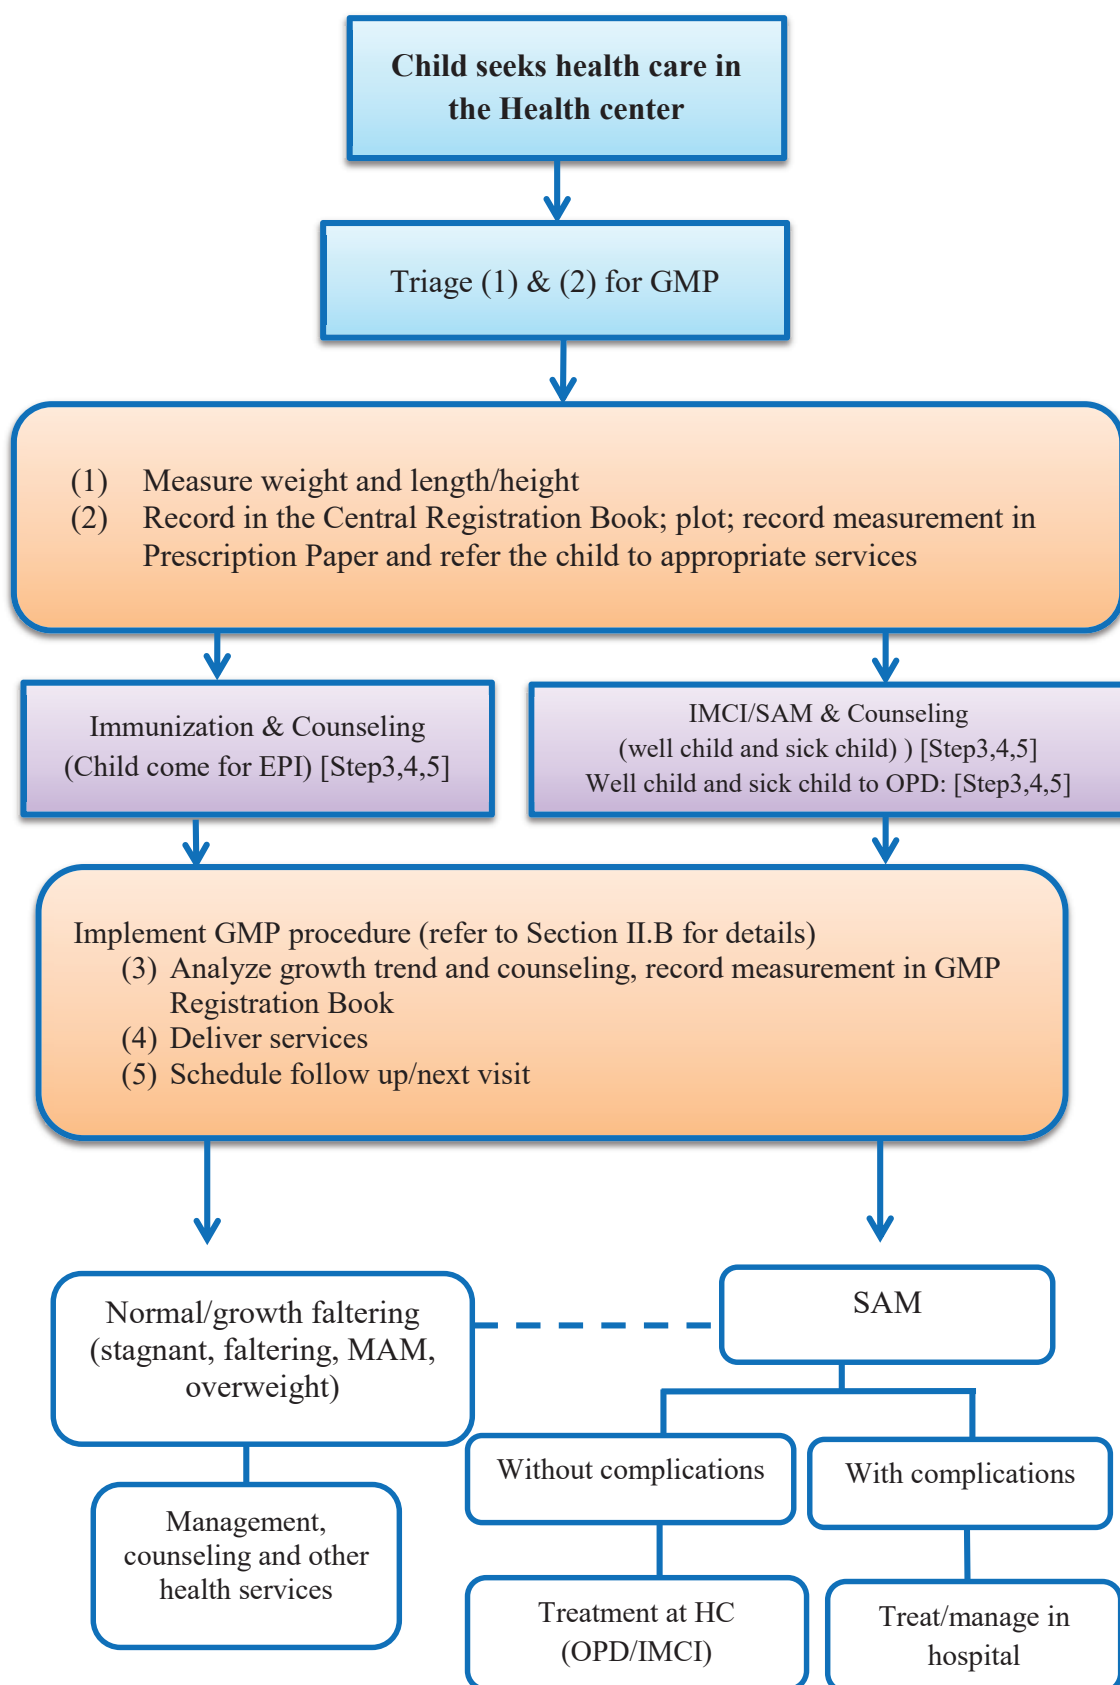 Child seeks health care in
the Health center
Triage (1) & (2) for GMP
(1) Measure weight and length/height
(2) Record in the Central Registration Book; plot; record measurement in
Prescription Paper and refer the child to appropriate services
Immunization & Counseling
(Child come for EPI) [Step3,4,5]
IMCI/SAM & Counseling
(well child and sick child) ) [Step3,4,5]
Well child and sick child to OPD: [Step3,4,5]
Implement GMP procedure (refer to Section II.B for details)
(3) Analyze growth trend and counseling, record measurement in GMP
Registration Book
(4) Deliver services
(5) Schedule follow up/next visit
Normal/growth faltering
(stagnant, faltering, MAM,
overweight)
SAM
Without complications
With complications
Management,
counseling and other
health services
Treatment at HC
(OPD/IMCI)
Treat/manage in
hospital